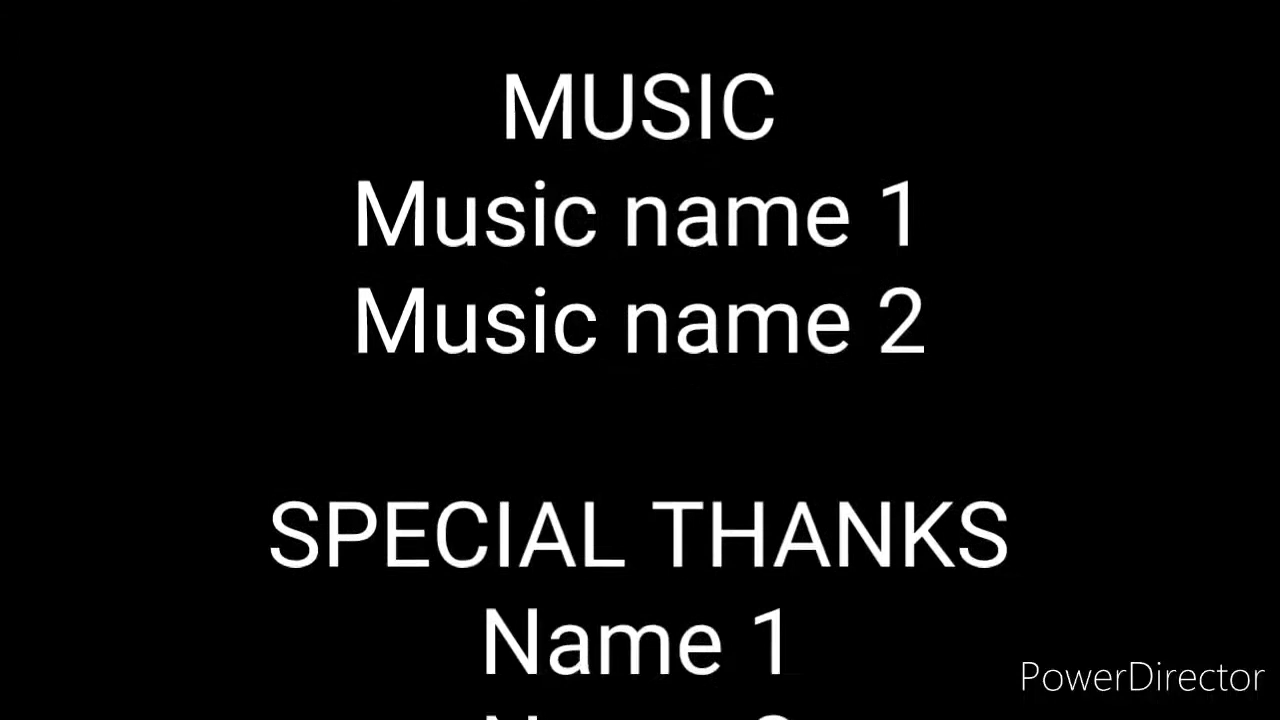 MUSIC
Music name 1
Music name 2
SPECIAL THANKS
Name 1
PowerDirector